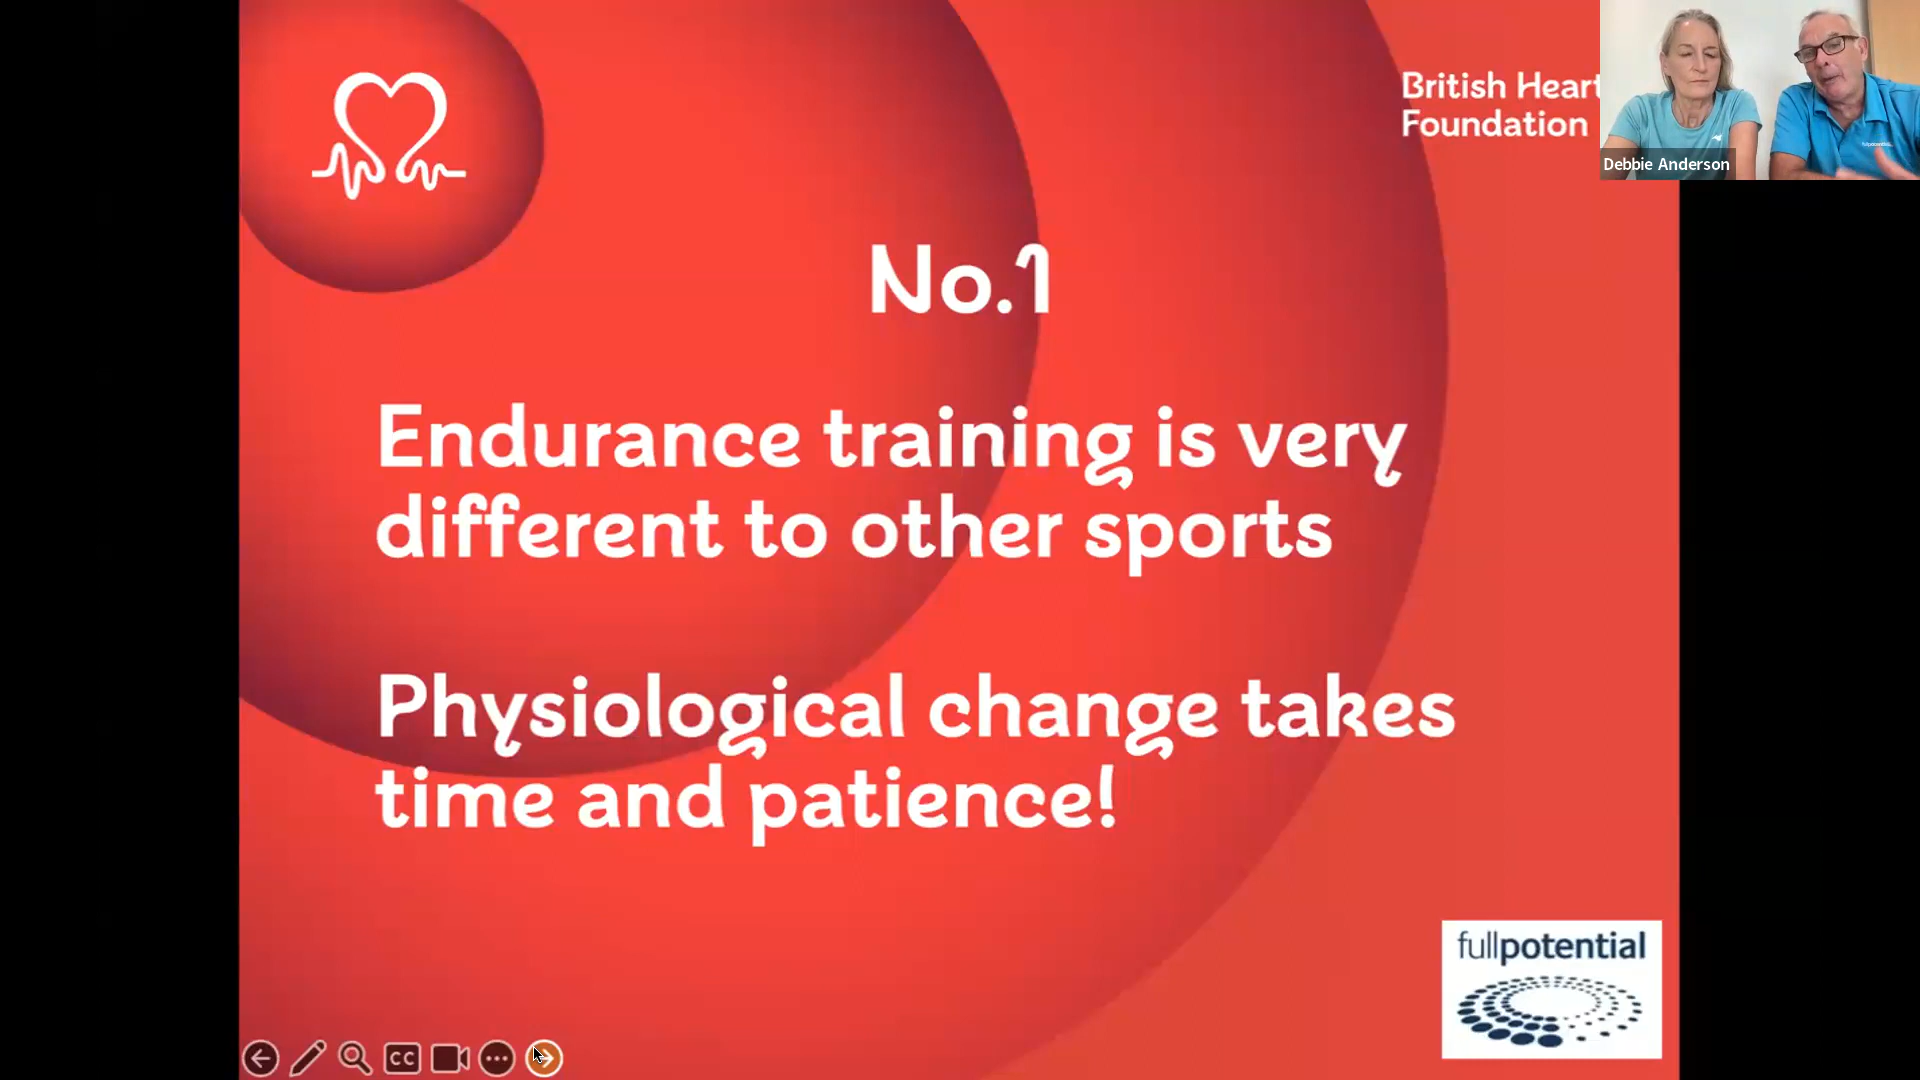 British Heart
Foundation
Debbie Anderson
No.1
Endurance training is very
different to other sports
Physiological change takes
time and patience!
fullpotential
CC